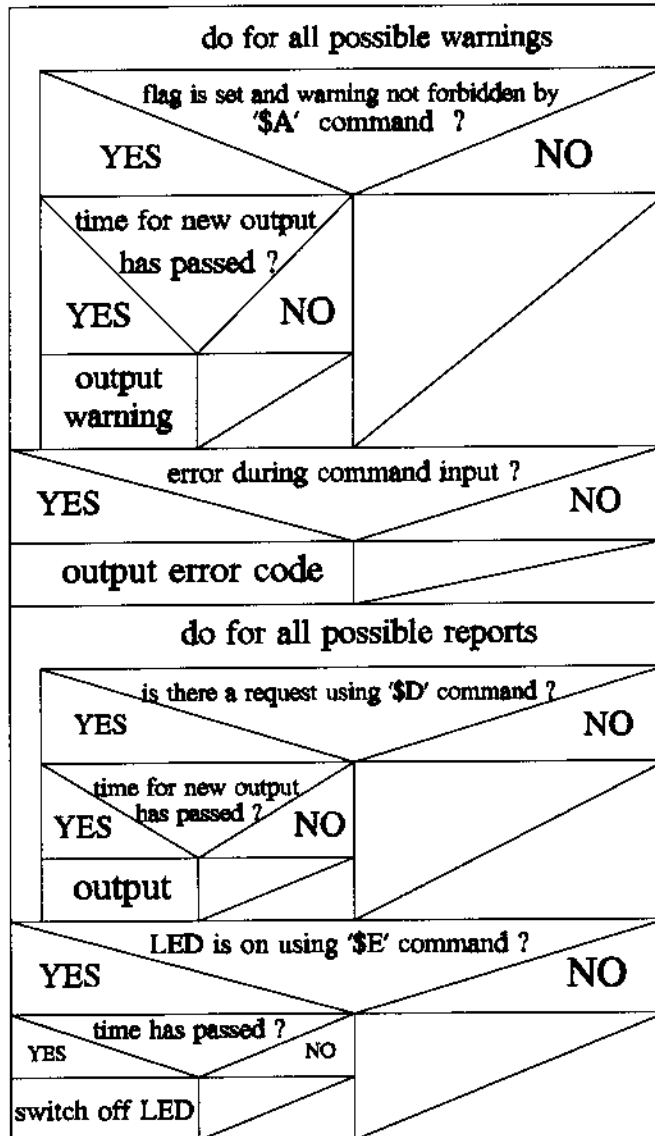 do for all possible warnings
flag is set and warning not forbidden by
'$A' command ?
YES
NO
time for new output
has passed ?
YES
NO
output
warning
error during command input ?
YES
NO
output error code
do for all possible reports
is there a request using '$D' command ?
YES
NO
time for new output
has passed ?
YES
NO
output
LED is on using '$E' command ?
YES
NO
time has passed ?
YES
NO
switch off LED